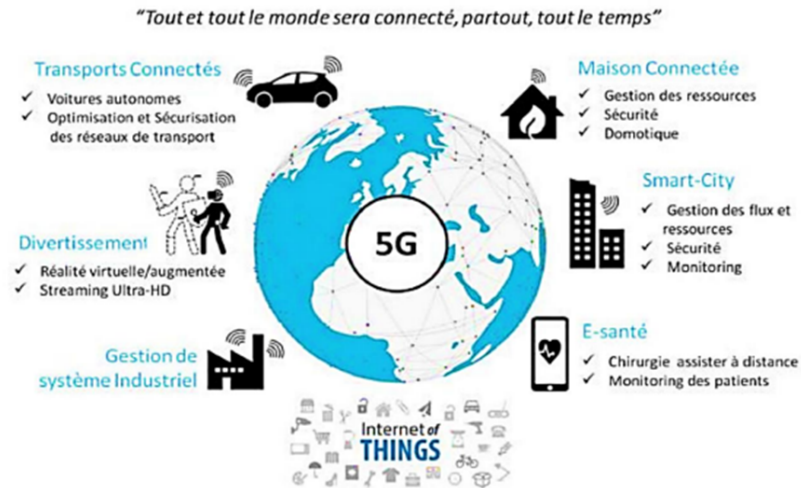 “Tout et tout le monde sera connecté, partout, tout le temps”
Transports Connectés
✓ Voitures autonomes
✓ Optimisation et Sécurisation
des réseaux de transport
Maison Connectée
✓ Gestion des ressources
✓ Sécurité
✓ Domotique
Divertissement
✓ Réalité virtuelle/augmentée
✓ Streaming Ultra-HD
5G
Smart-City
✓ Gestion des flux et
ressources
✓ Sécurité
✓ Monitoring
Gestion de
système Industriel
E-santé
✓ Chirurgie assister à distance
✓ Monitoring des patients
Internet of
THINGS